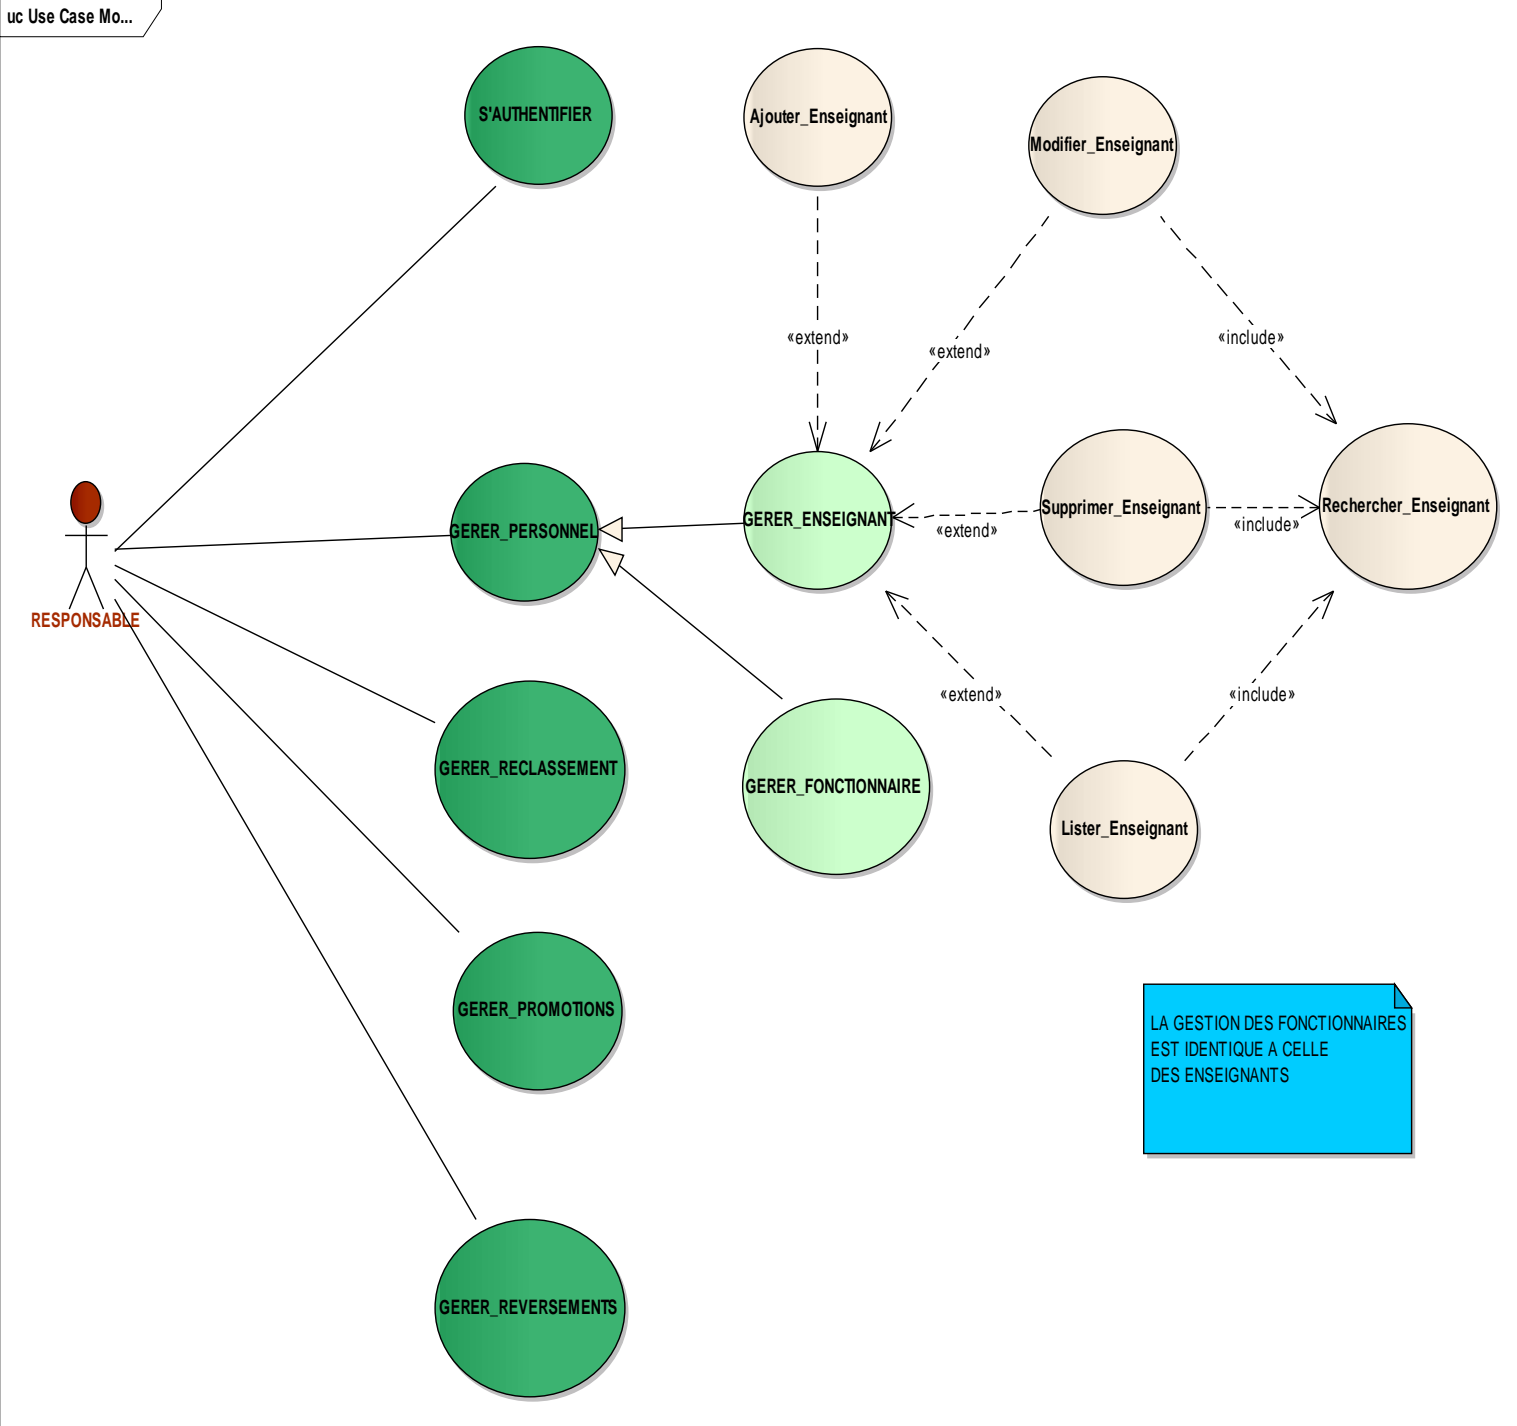 uc Use Case Mo...
S'AUTHENTIFIER
Ajouter_Enseignant
Modifier_Enseignant
«extend»
«extend»
«include»
GERER_PERSONNEL
GERER_ENSEIGNANT
«extend»
Supprimer_Enseignant
«include»
Rechercher_Enseignant
RESPONSABLE
«extend»
«include»
GERER_RECLASSEMENT
GERER_FONCTIONNAIRE
Lister_Enseignant
GERER_PROMOTIONS
LA GESTION DES FONCTIONNAIRES
EST IDENTIQUE A CELLE
DES ENSEIGNANTS
GERER_REVERSEMENTS